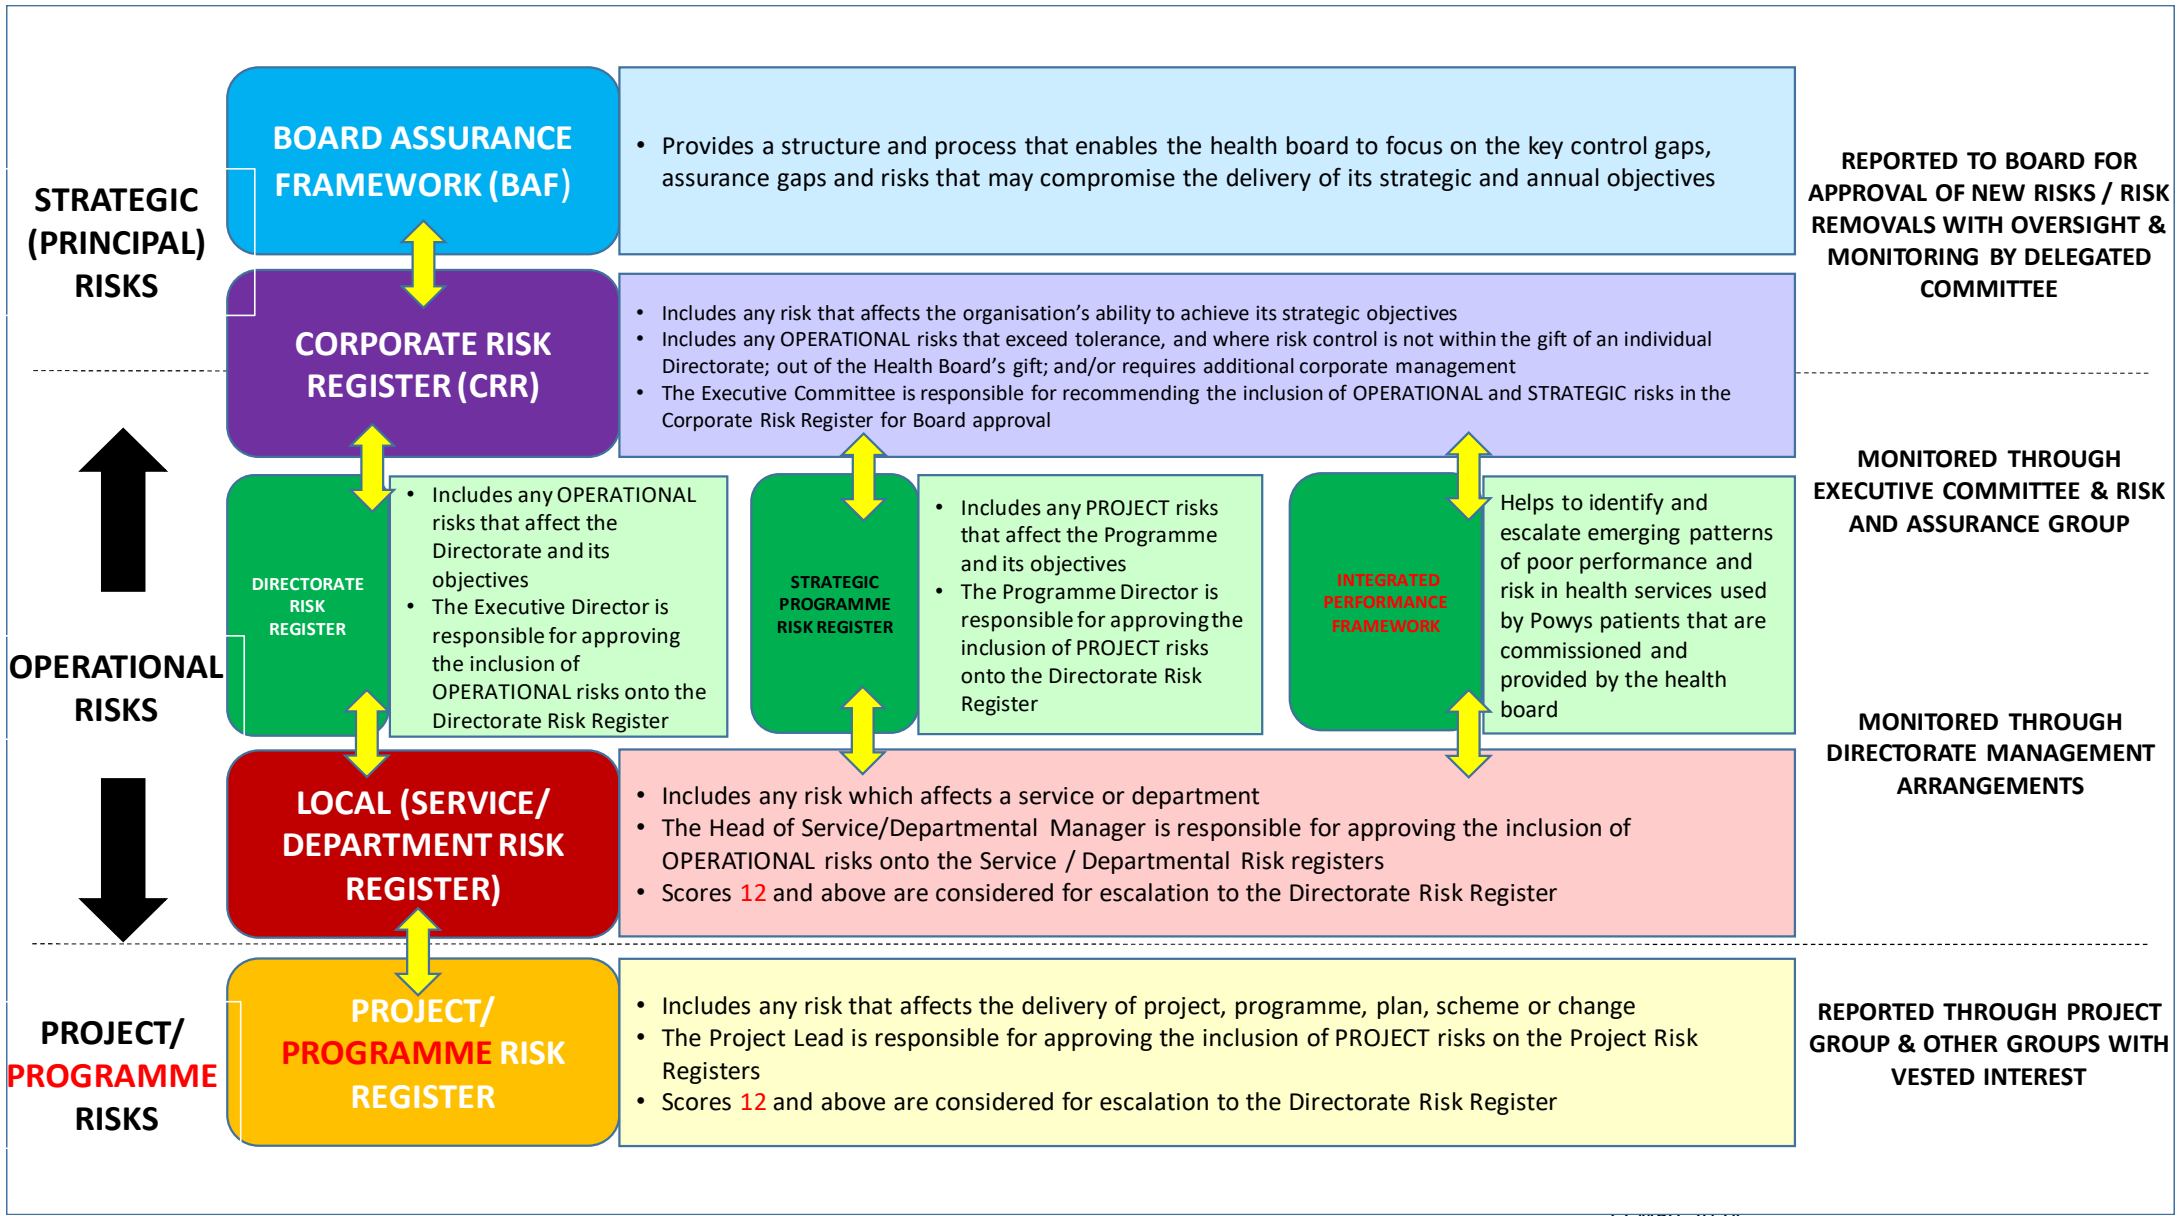 STRATEGIC
(PRINCIPAL)
RISKS
BOARD ASSURANCE
FRAMEWORK (BAF)
• Provides a structure and process that enables the health board to focus on the key control gaps,
assurance gaps and risks that may compromise the delivery of its strategic and annual objectives
REPORTED TO BOARD FOR
APPROVAL OF NEW RISKS / RISK
REMOVALS WITH OVERSIGHT &
MONITORING BY DELEGATED
COMMITTEE
CORPORATE RISK
REGISTER (CRR)
• Includes any risk that affects the organisation's ability to achieve its strategic objectives
• Includes any OPERATIONAL risks that exceed tolerance, and where risk control is not within the gift of an individual
Directorate; out of the Health Board's gift; and/or requires additional corporate management
• The Executive Committee is responsible for recommending the inclusion of OPERATIONAL and STRATEGIC risks in the
Corporate Risk Register for Board approval
OPERATIONAL
RISKS
DIRECTORATE
RISK
REGISTER
• Includes any OPERATIONAL
risks that affect the
Directorate and its
objectives
• The Executive Director is
responsible for approving
the inclusion of
OPERATIONAL risks onto the
Directorate Risk Register
STRATEGIC
PROGRAMME
RISK REGISTER
• Includes any PROJECT risks
that affect the Programme
and its objectives
• The Programme Director is
responsible for approving the
inclusion of PROJECT risks
onto the Directorate Risk
Register
INTEGRATED
PERFORMANCE
FRAMEWORK
Helps to identify and
escalate emerging patterns
of poor performance and
risk in health services used
by Powys patients that are
commissioned and
provided by the health
board
MONITORED THROUGH
EXECUTIVE COMMITTEE & RISK
AND ASSURANCE GROUP
MONITORED THROUGH
DIRECTORATE MANAGEMENT
ARRANGEMENTS
LOCAL (SERVICE/
DEPARTMENT RISK
REGISTER)
• Includes any risk which affects a service or department
• The Head of Service/Departmental Manager is responsible for approving the inclusion of
OPERATIONAL risks onto the Service / Departmental Risk registers
• Scores 12 and above are considered for escalation to the Directorate Risk Register
PROJECT/
PROGRAMME
RISKS
PROJECT/
PROGRAMME RISK
REGISTER
• Includes any risk that affects the delivery of project, programme, plan, scheme or change
• The Project Lead is responsible for approving the inclusion of PROJECT risks on the Project Risk
Registers
• Scores 12 and above are considered for escalation to the Directorate Risk Register
REPORTED THROUGH PROJECT
GROUP & OTHER GROUPS WITH
VESTED INTEREST